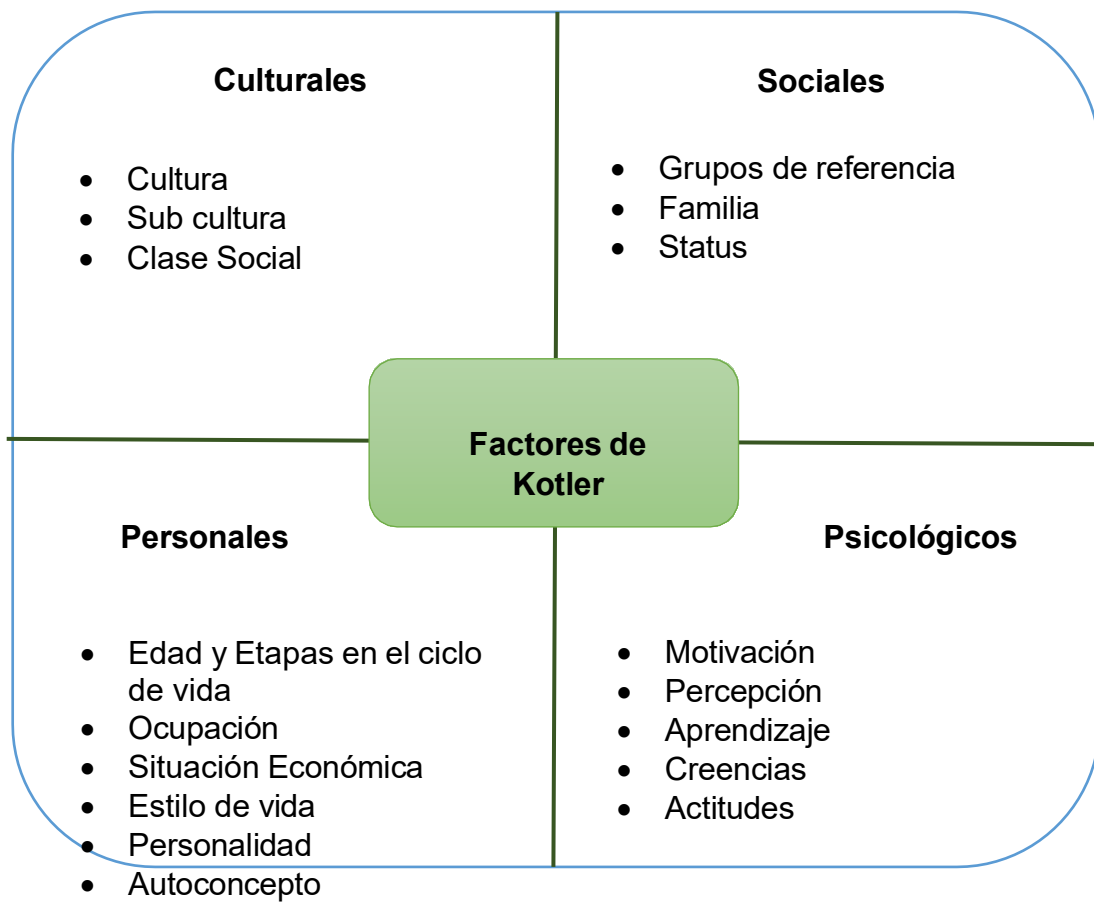 Culturales
• Cultura
• Sub cultura
• Clase Social
Sociales
• Grupos de referencia
• Familia
• Status
Factores de
Kotler
Personales
• Edad y Etapas en el ciclo
de vida
• Ocupación
• Situación Económica
• Estilo de vida
• Personalidad
• Autoconcepto
Psicológicos
• Motivación
• Percepción
• Aprendizaje
• Creencias
• Actitudes